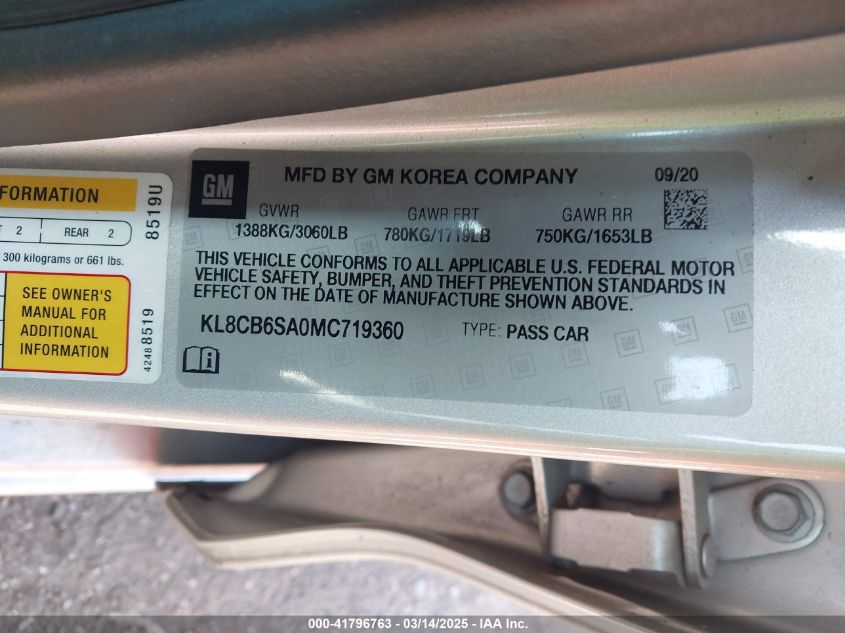 FORMATION
T 2 REAR 2
300 kilograms or 661 lbs.
SEE OWNER'S
MANUAL FOR
ADDITIONAL
INFORMATION
8519U
42488519
GM
MFD BY GM KOREA COMPANY 09/20
GVWR GAWR FRT GAWR RR
1388KG/3060LB 780KG/1719LB 750KG/1653LB
THIS VEHICLE CONFORMS TO ALL APPLICABLE U.S. FEDERAL MOTOR
VEHICLE SAFETY, BUMPER, AND THEFT PREVENTION STANDARDS IN
EFFECT ON THE DATE OF MANUFACTURE SHOWN ABOVE.
KL8CB6SA0MC719360 TYPE: PASS CAR
000-41796763 - 03/14/2025 - IAA Inc.